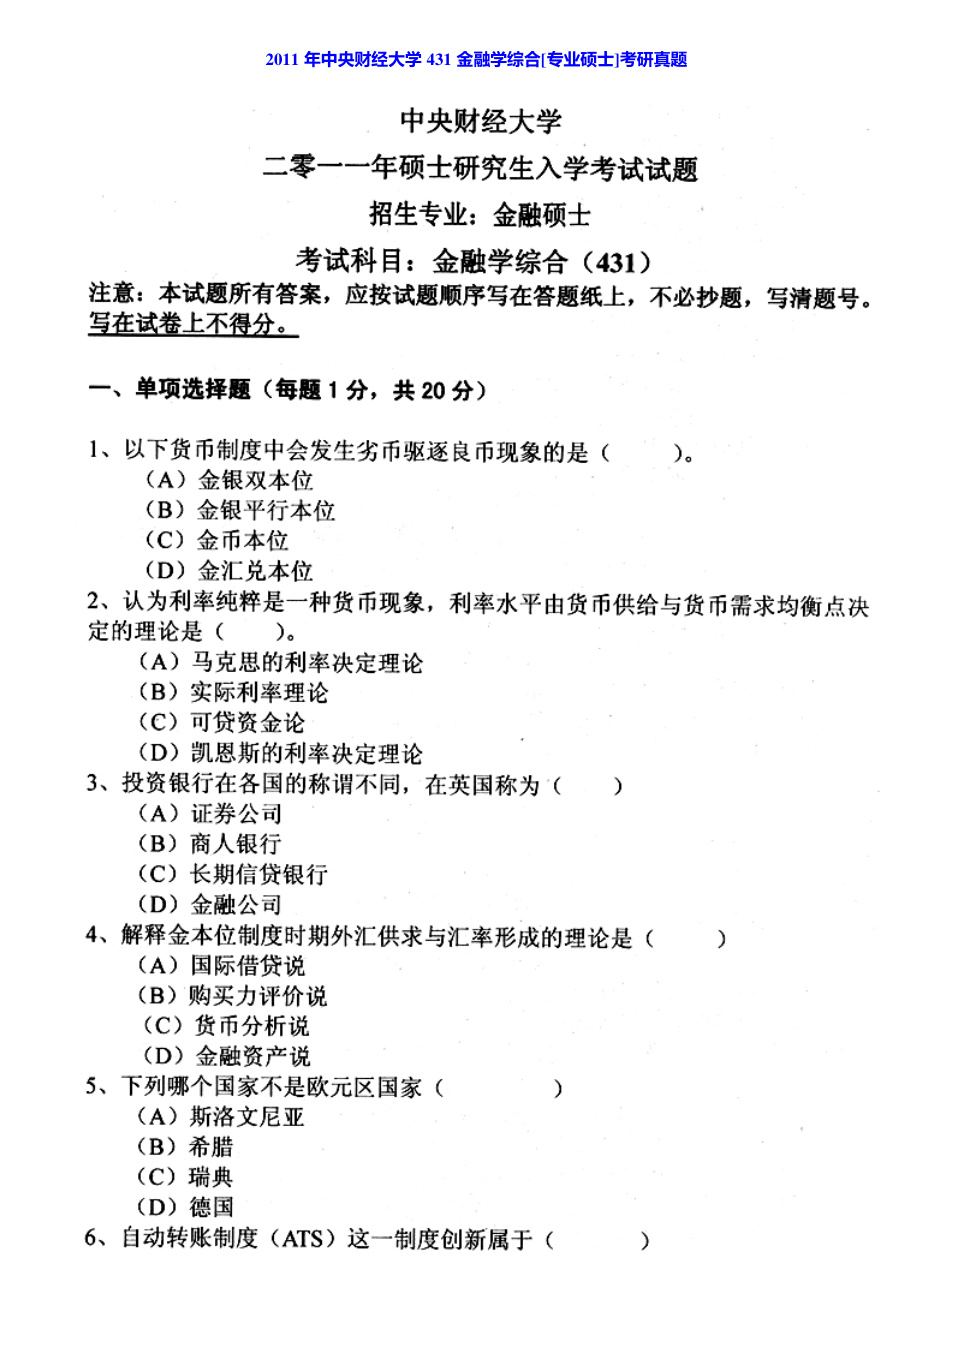 2011 年中央财经大学 431 金融学综合[专业硕士]考研真题
中央财经大学
二零一一年硕士研究生入学考试试题
招生专业：金融硕士
考试科目：金融学综合（431）
注意：本试题所有答案，应按试题顺序写在答题纸上，不必抄题，写清题号。
写在试卷上不得分。
一、单项选择题（每题 1 分，共 20 分）
1、以下货币制度中会发生劣币驱逐良币现象的是（　　）。
（A）金银双本位
（B）金银平行本位
（C）金币本位
（D）金汇兑本位
2、认为利率纯粹是一种货币现象，利率水平由货币供给与货币需求均衡点决
定的理论是（　　）。
（A）马克思的利率决定理论
（B）实际利率理论
（C）可贷资金论
（D）凯恩斯的利率决定理论
3、投资银行在各国的称谓不同，在英国称为（　　）
（A）证券公司
（B）商人银行
（C）长期信贷银行
（D）金融公司
4、解释金本位制度时期外汇供求与汇率形成的理论是（　　）
（A）国际借贷说
（B）购买力评价说
（C）货币分析说
（D）金融资产说
5、下列哪个国家不是欧元区国家（　　）
（A）斯洛文尼亚
（B）希腊
（C）瑞典
（D）德国
6、自动转账制度（ATS）这一制度创新属于（　　）